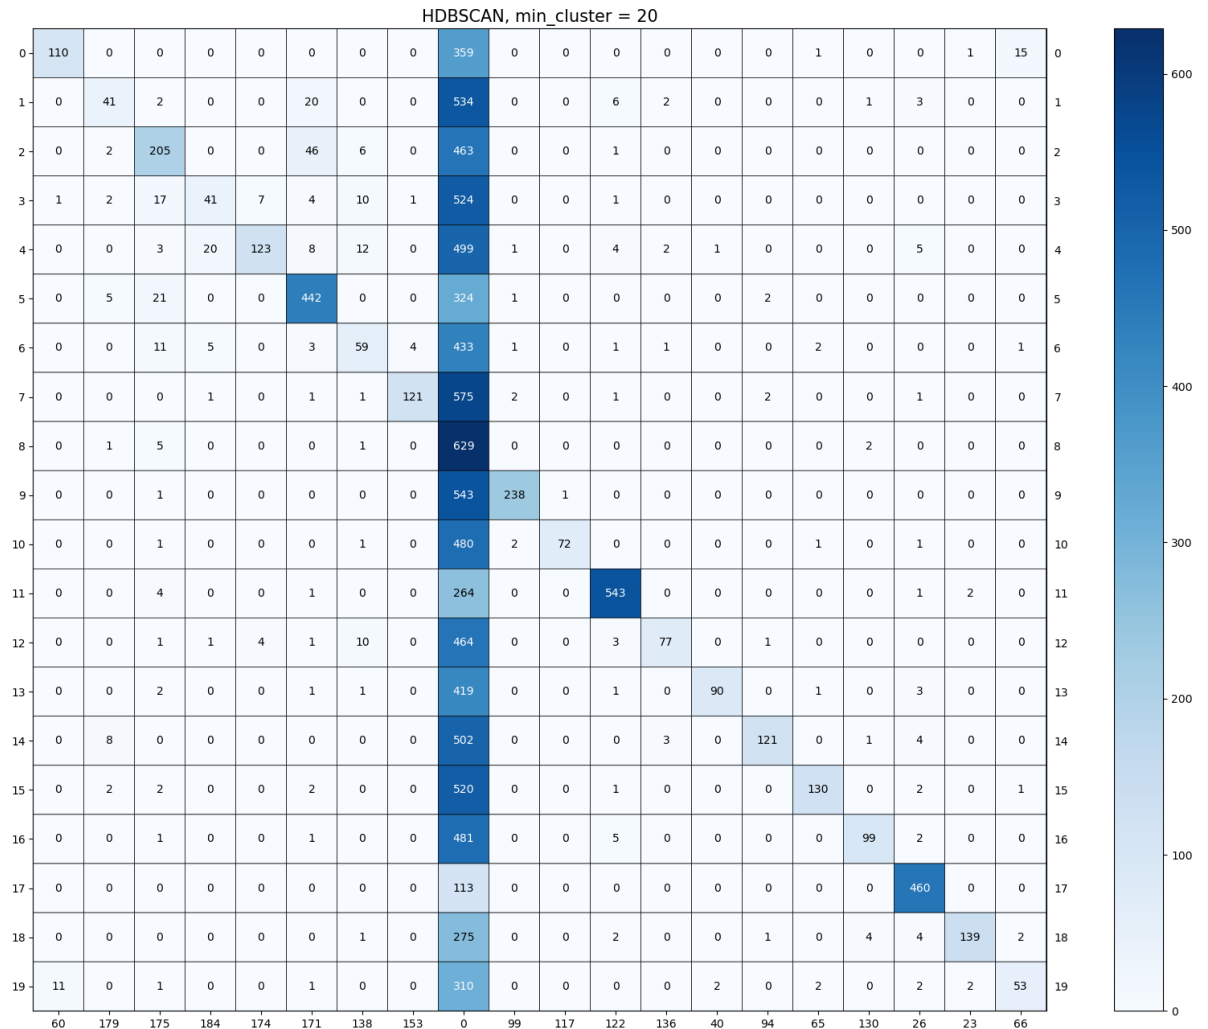 HDBSCAN, min_cluster = 20
0 110 0 0 0 0 0 0 0 359 0 0 0 0 0 0 1 0 0 1 15 0
1 0 41 2 0 0 20 0 0 534 0 0 6 2 0 0 0 1 3 0 0 1
2 0 2 205 0 0 46 6 0 463 0 0 1 0 0 0 0 0 0 0 0 2
3 1 2 17 41 7 4 10 1 524 0 0 1 0 0 0 0 0 0 0 0 3
4 0 0 3 20 123 8 12 0 499 1 0 4 2 1 0 0 0 5 0 0 4
5 0 5 21 0 0 442 0 0 324 1 0 0 0 0 2 0 0 0 0 0 5
6 0 0 11 5 0 3 59 4 433 1 0 1 1 0 0 2 0 0 0 1 6
7 0 0 0 1 0 1 1 121 575 2 0 1 0 0 2 0 0 1 0 0 7
8 0 1 5 0 0 0 1 0 629 0 0 0 0 0 0 0 2 0 0 0 8
9 0 0 1 0 0 0 0 0 543 238 1 0 0 0 0 0 0 0 0 0 9
10 0 0 1 0 0 0 1 0 480 2 72 0 0 0 0 1 0 1 0 0 10
11 0 0 4 0 0 1 0 0 264 0 0 543 0 0 0 0 0 1 2 0 11
12 0 0 1 1 4 1 10 0 464 0 0 3 77 0 1 0 0 0 0 0 12
13 0 0 2 0 0 1 1 0 419 0 0 1 0 90 0 1 0 3 0 0 13
14 0 8 0 0 0 0 0 0 502 0 0 0 3 0 121 0 1 4 0 0 14
15 0 2 2 0 0 2 0 0 520 0 0 1 0 0 0 130 0 2 0 1 15
16 0 0 1 0 0 1 0 0 481 0 0 5 0 0 0 0 99 2 0 0 16
17 0 0 0 0 0 0 0 0 113 0 0 0 0 0 0 0 0 460 0 0 17
18 0 0 0 0 0 0 1 0 275 0 0 2 0 0 1 0 4 4 139 2 18
19 11 0 1 0 0 1 0 0 310 0 0 0 0 2 0 2 0 2 2 53 19
60 179 175 184 174 171 138 153 0 99 117 122 136 40 94 65 130 26 23 66
600
500
400
300
200
100
0